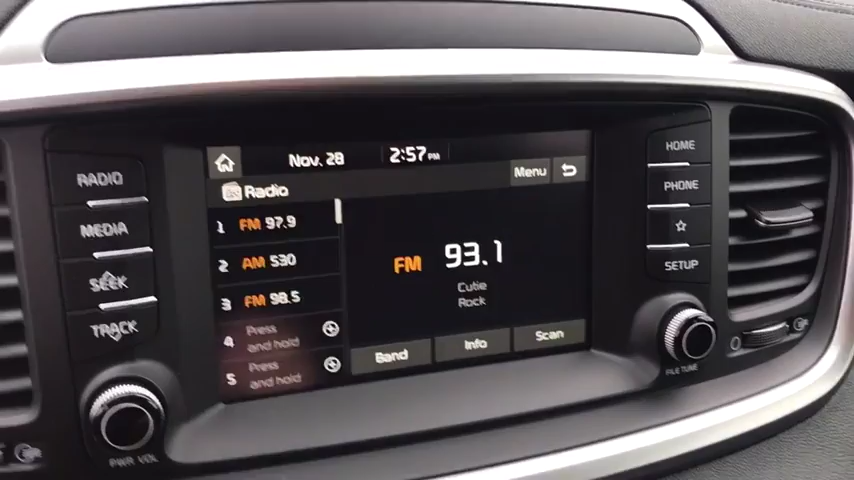 Nov. 28
2:57 PM
Radio
Menu
1 FM 97.9
2 AM 530
3 FM 98.5
4 Press
and hold
5 Press
and hold
FM 93.1
Cutie
Rock
Band
Info
Scan
RADIO
MEDIA
SEEK
TRACK
PWR VOL
HOME
PHONE
SETUP
FILE TUNE